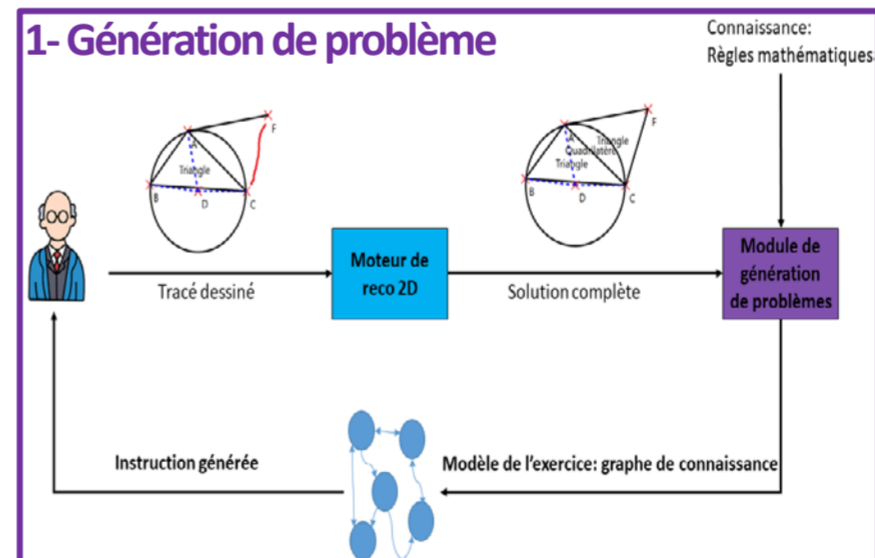 1- Génération de problème
Connaissance:
Règles mathématiques
F
A
Triangle
B
D
C
F
A
Triangle
Quadrilatère
Triangle
B
D
C
Moteur de
reco 2D
Module de
génération
de problèmes
Tracé dessiné
Solution complète
Instruction générée
Modèle de l'exercice: graphe de connaissance